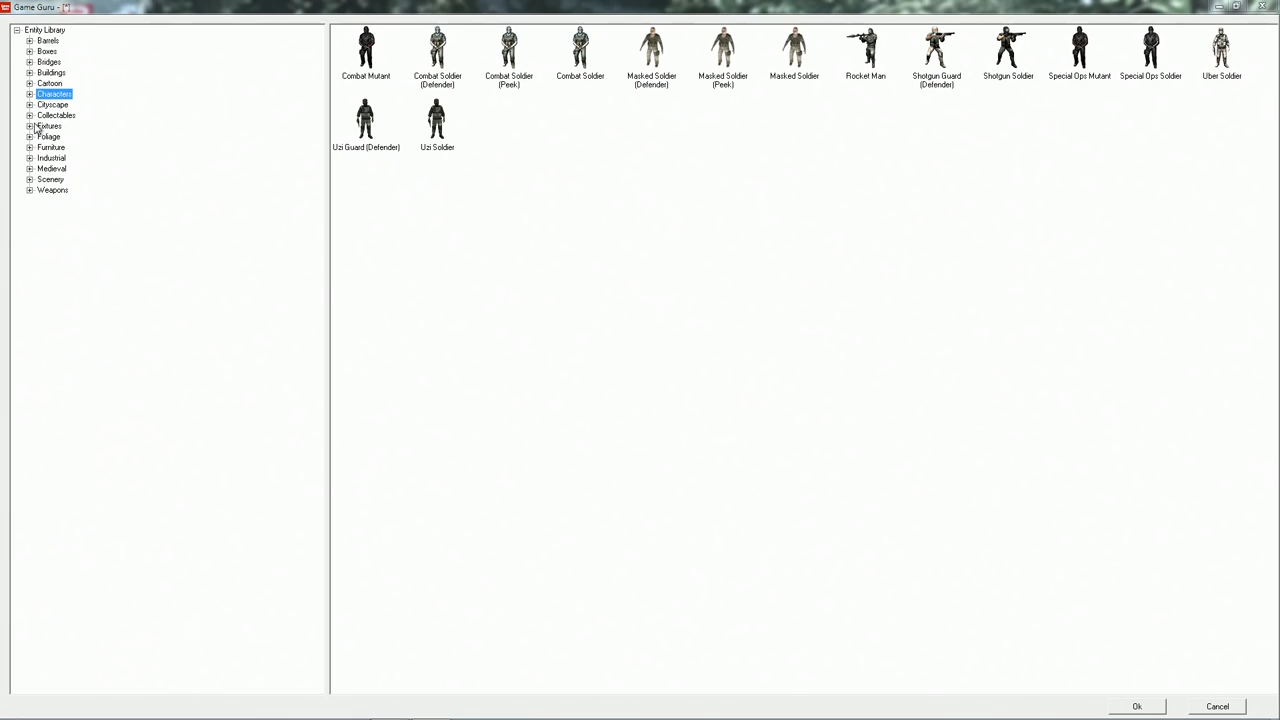 Game Guru - [*]
Entity Library
Barrels
Boxes
Bridges
Buildings
Cartoon
Characters
Cityscape
Collectables
Fixtures
Foliage
Furniture
Industrial
Medieval
Scenery
Weapons
Combat Mutant
Combat Soldier
(Defender)
Combat Soldier
(Peek)
Combat Soldier
Masked Soldier
(Defender)
Masked Soldier
(Peek)
Masked Soldier
Rocket Man
Shotgun Guard
(Defender)
Shotgun Soldier
Special Ops Mutant
Special Ops Soldier
Uber Soldier
Uzi Guard (Defender)
Uzi Soldier
Ok
Cancel